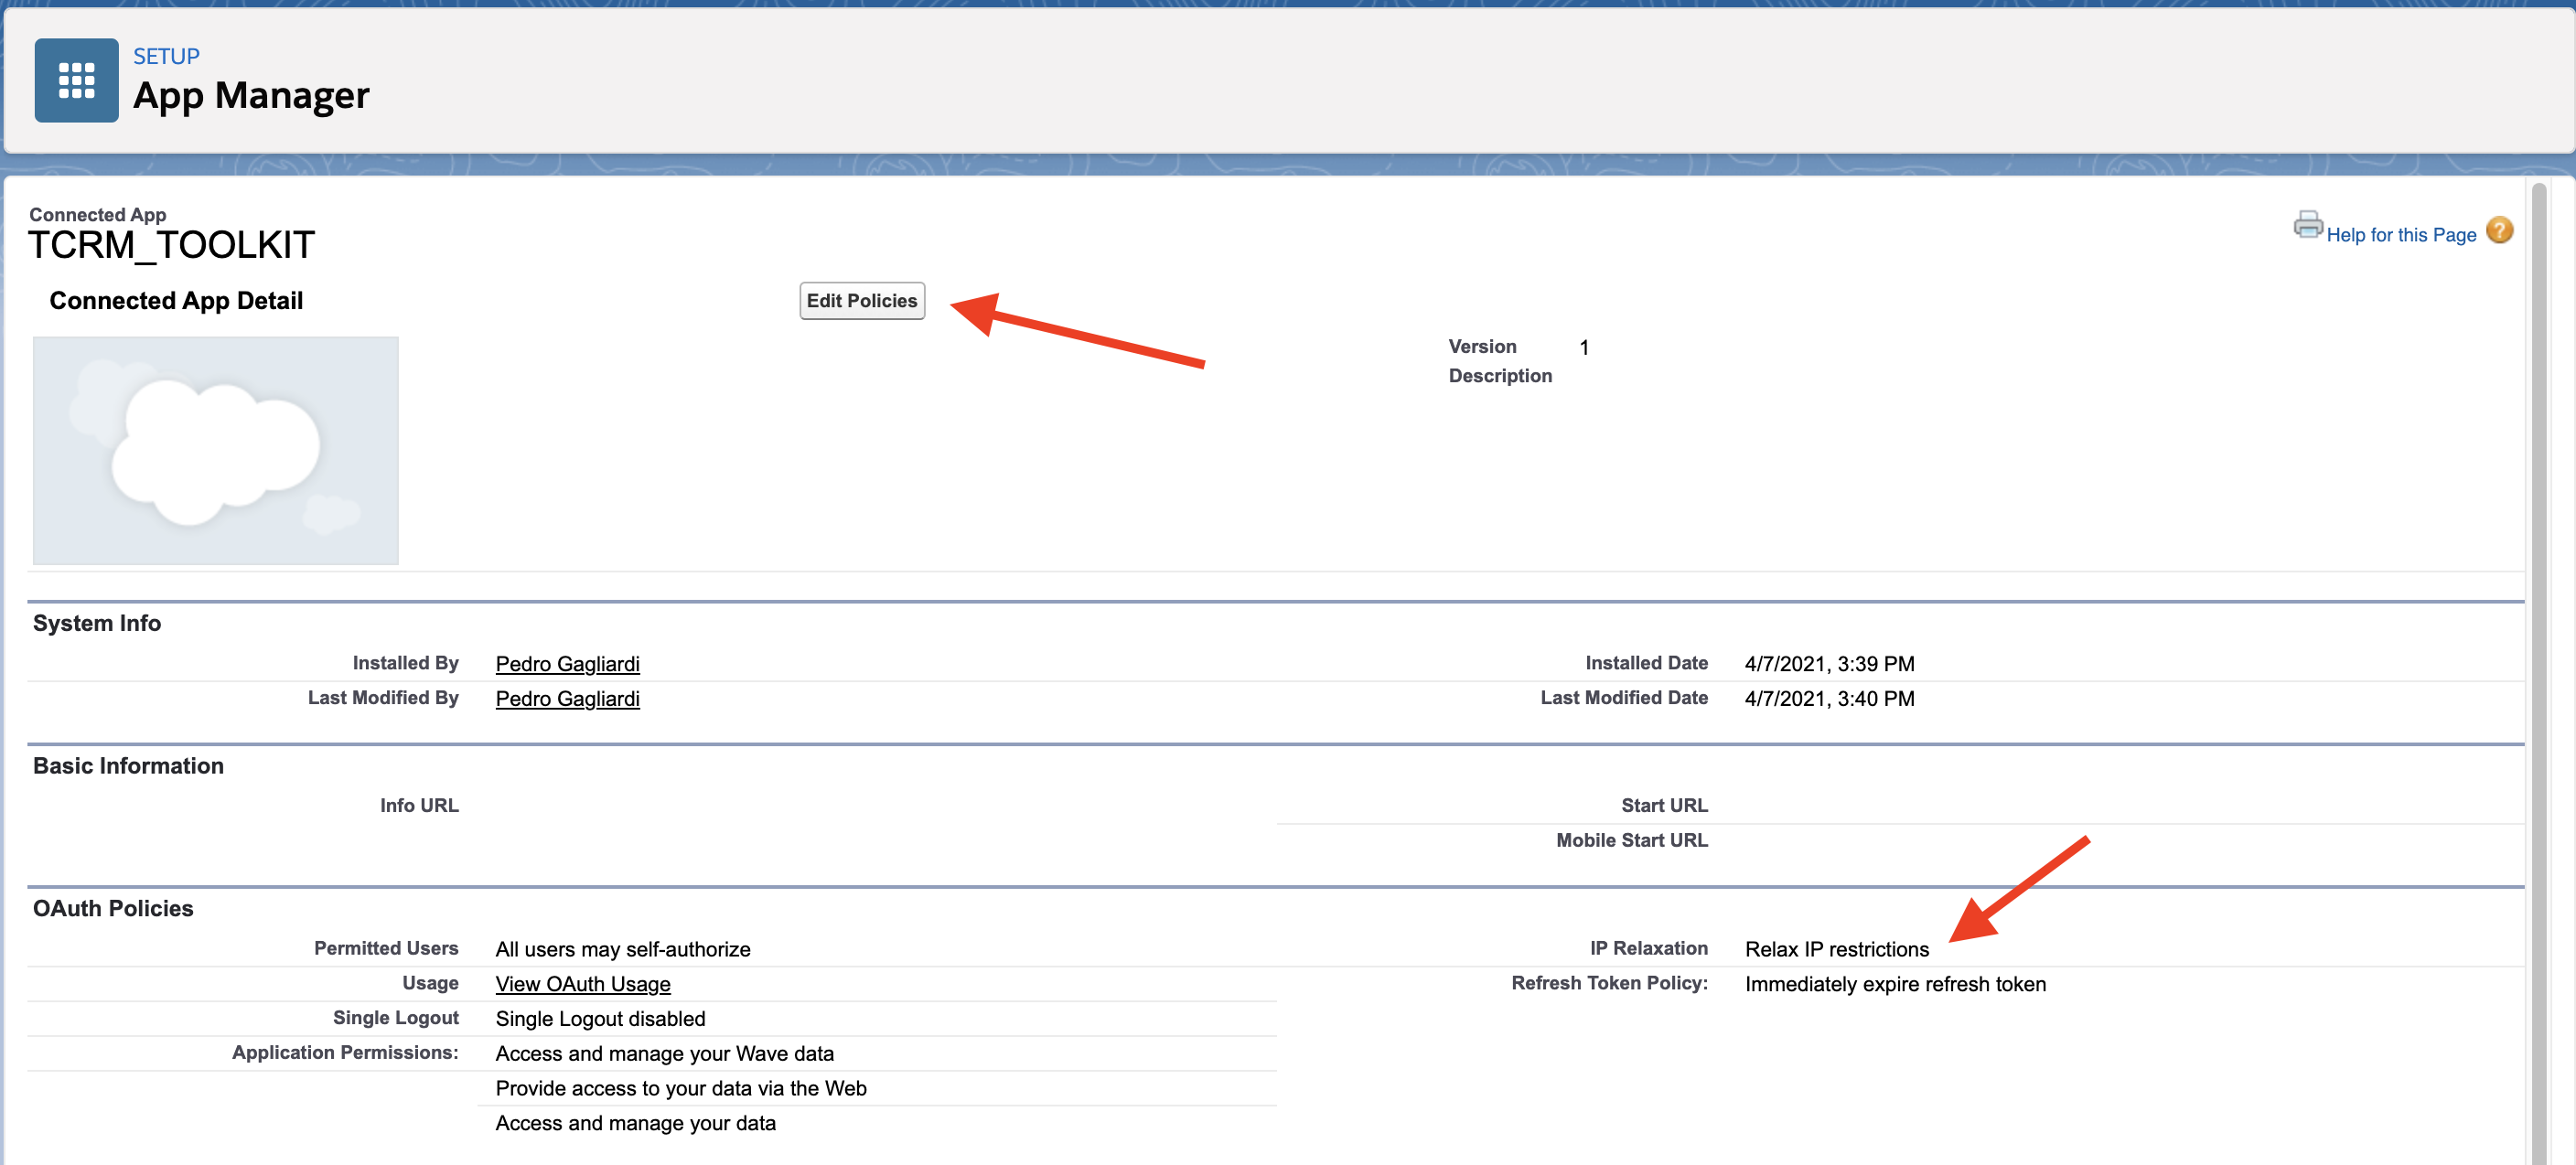 SETUP
App Manager
Connected App
TCRM_TOOLKIT
Help for this Page ?
Connected App Detail
Edit Policies
Version 1
Description
System Info
Installed By Pedro Gagliardi Installed Date 4/7/2021, 3:39 PM
Last Modified By Pedro Gagliardi Last Modified Date 4/7/2021, 3:40 PM
Basic Information
Info URL Start URL
Mobile Start URL
OAuth Policies
Permitted Users All users may self-authorize IP Relaxation Relax IP restrictions
Usage View OAuth Usage Refresh Token Policy: Immediately expire refresh token
Single Logout Single Logout disabled
Application Permissions: Access and manage your Wave data
Provide access to your data via the Web
Access and manage your data